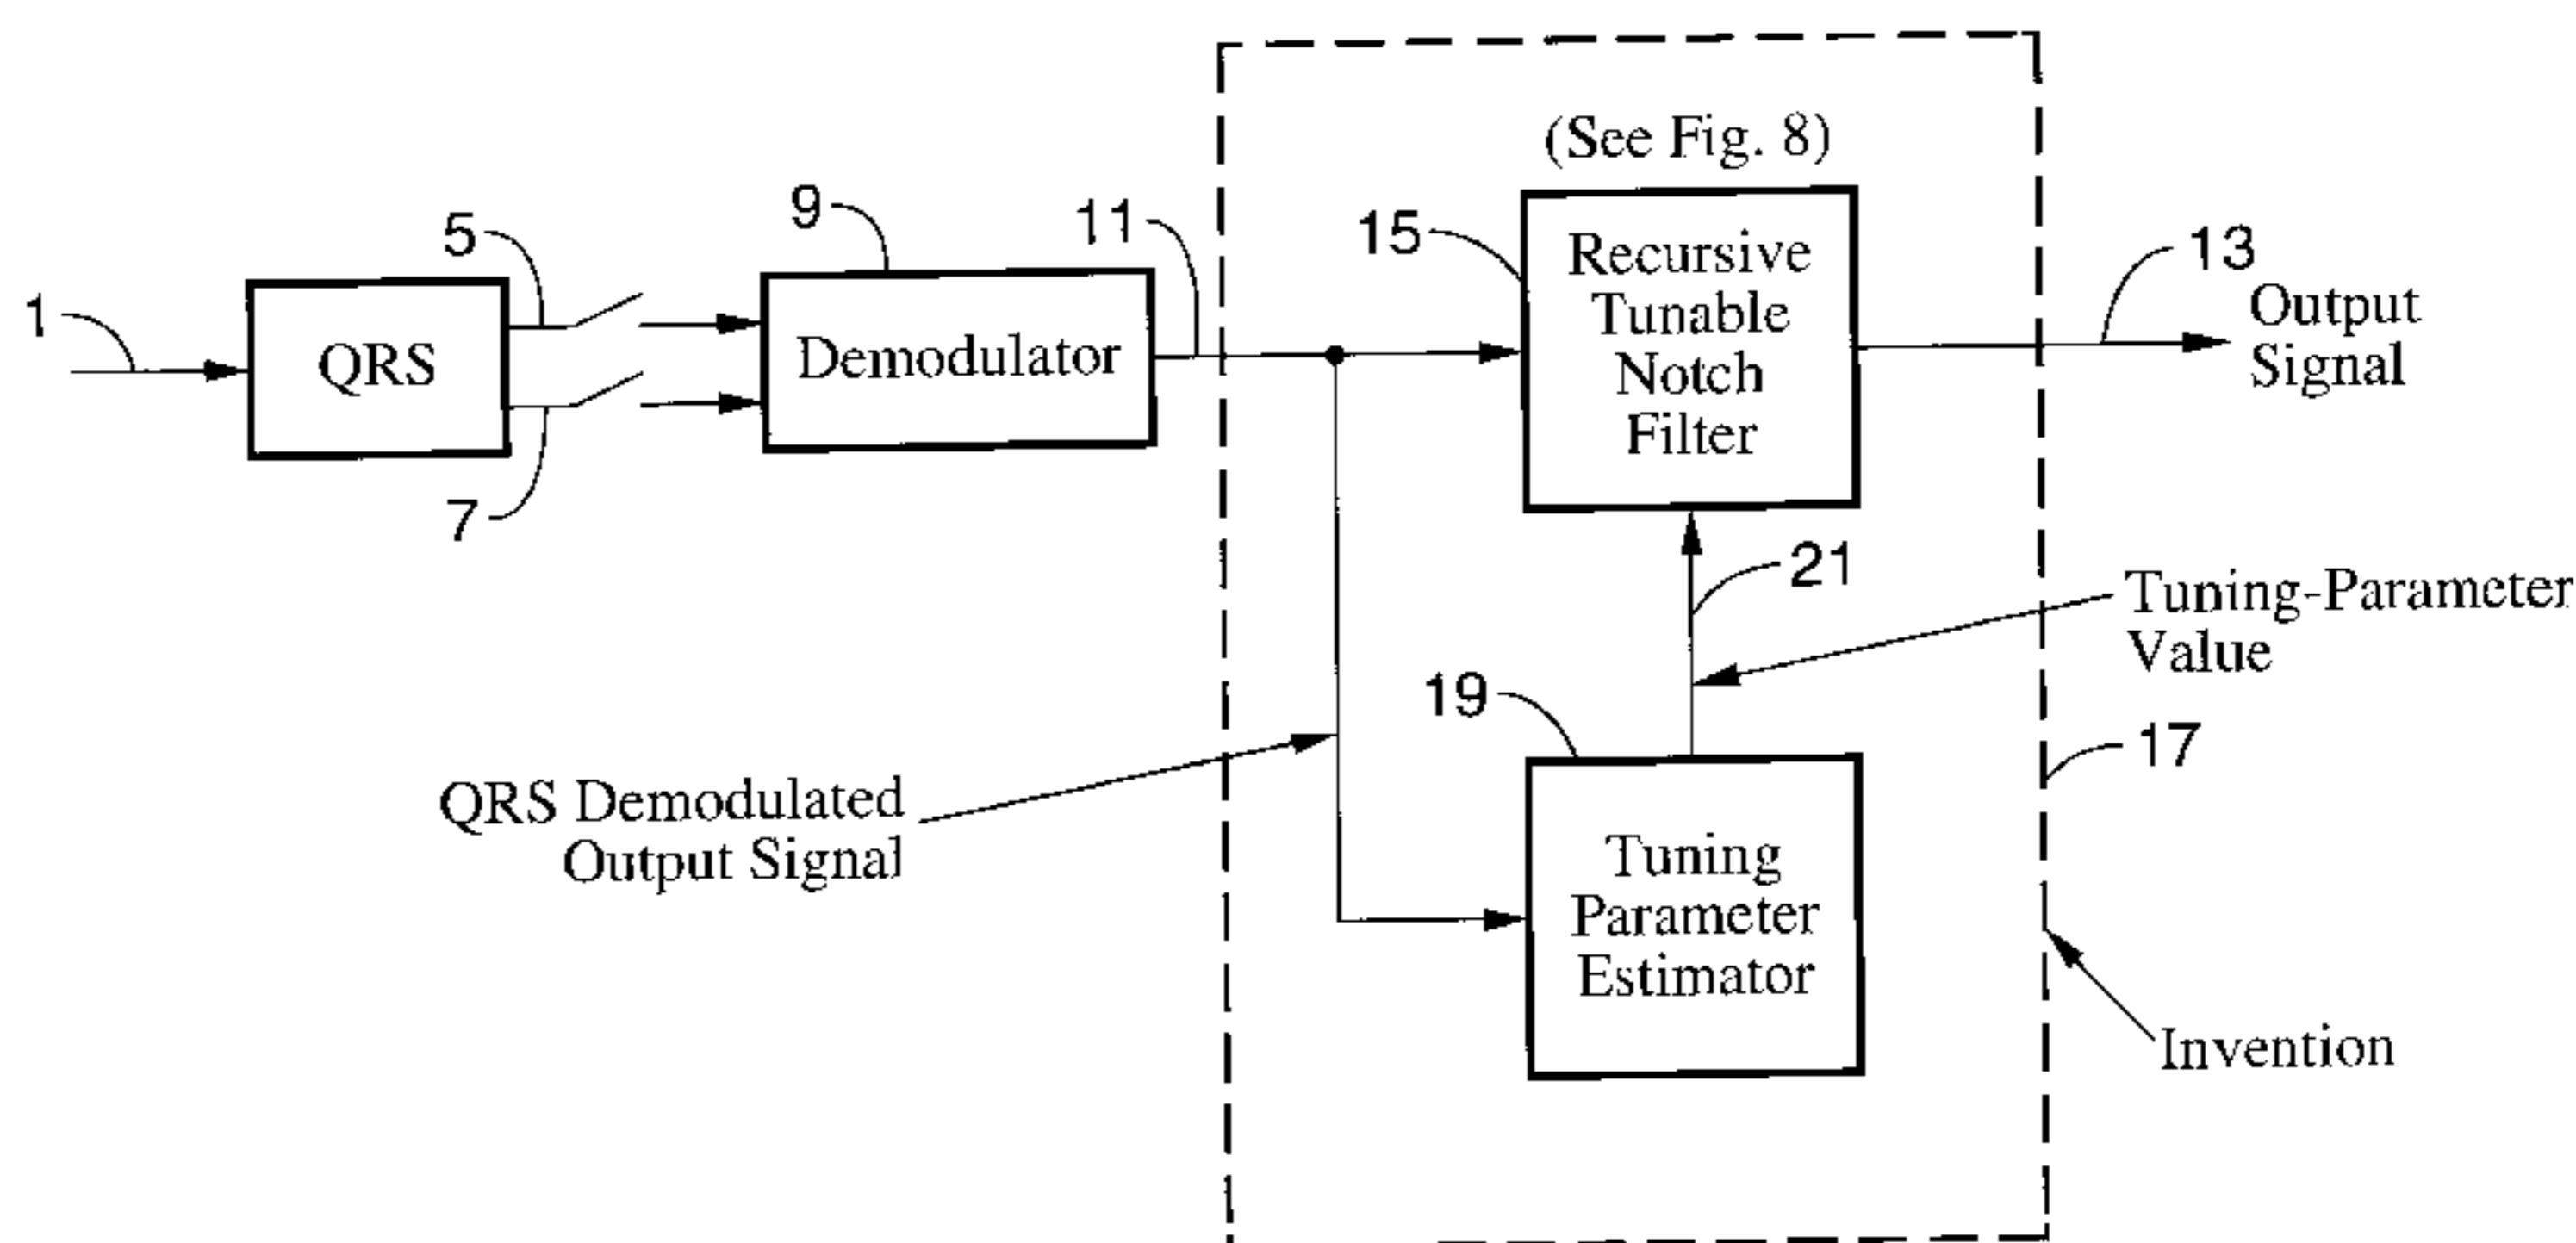 (See Fig. 8)
1
5
7
QRS
9
Demodulator
11
15
Recursive
Tunable
Notch
Filter
13
Output
Signal
21
Tuning-Parameter
Value
19
17
QRS Demodulated
Output Signal
Tuning
Parameter
Estimator
Invention